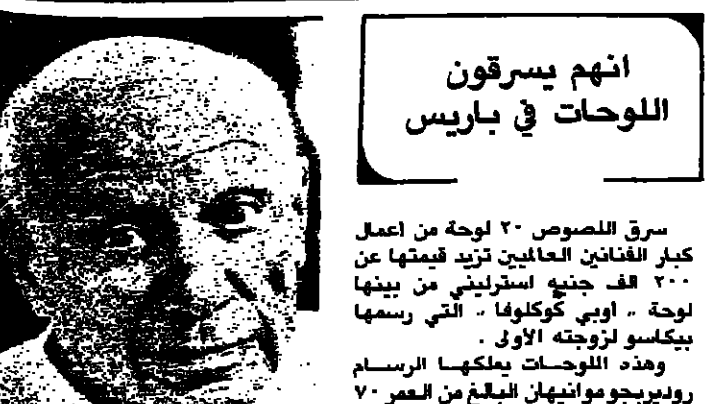 انهم يسرقون
اللوحات في باريس
سرق اللصوص ٢٠ لوحة من اعمال
كبار الفنانين العالميين تزيد قيمتها عن
٢٠٠ الف جنيه استرليني من بينها
لوحة « اوبي كوكلوفا » التي رسمها
بيكاسو لزوجته الاولى .
وهذه اللوحات يملكها الرسام
روديريجو موانيهان البالغ من العمر ٧٠